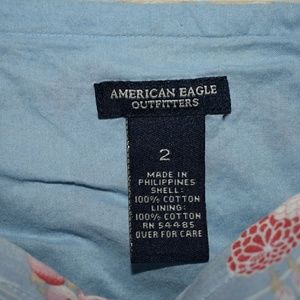 AMERICAN EAGLE
OUTFITTERS
2
MADE IN
PHILIPPINES
SHELL:
100% COTTON
LINING:
100% COTTON
RN 54485
OVER FOR CARE